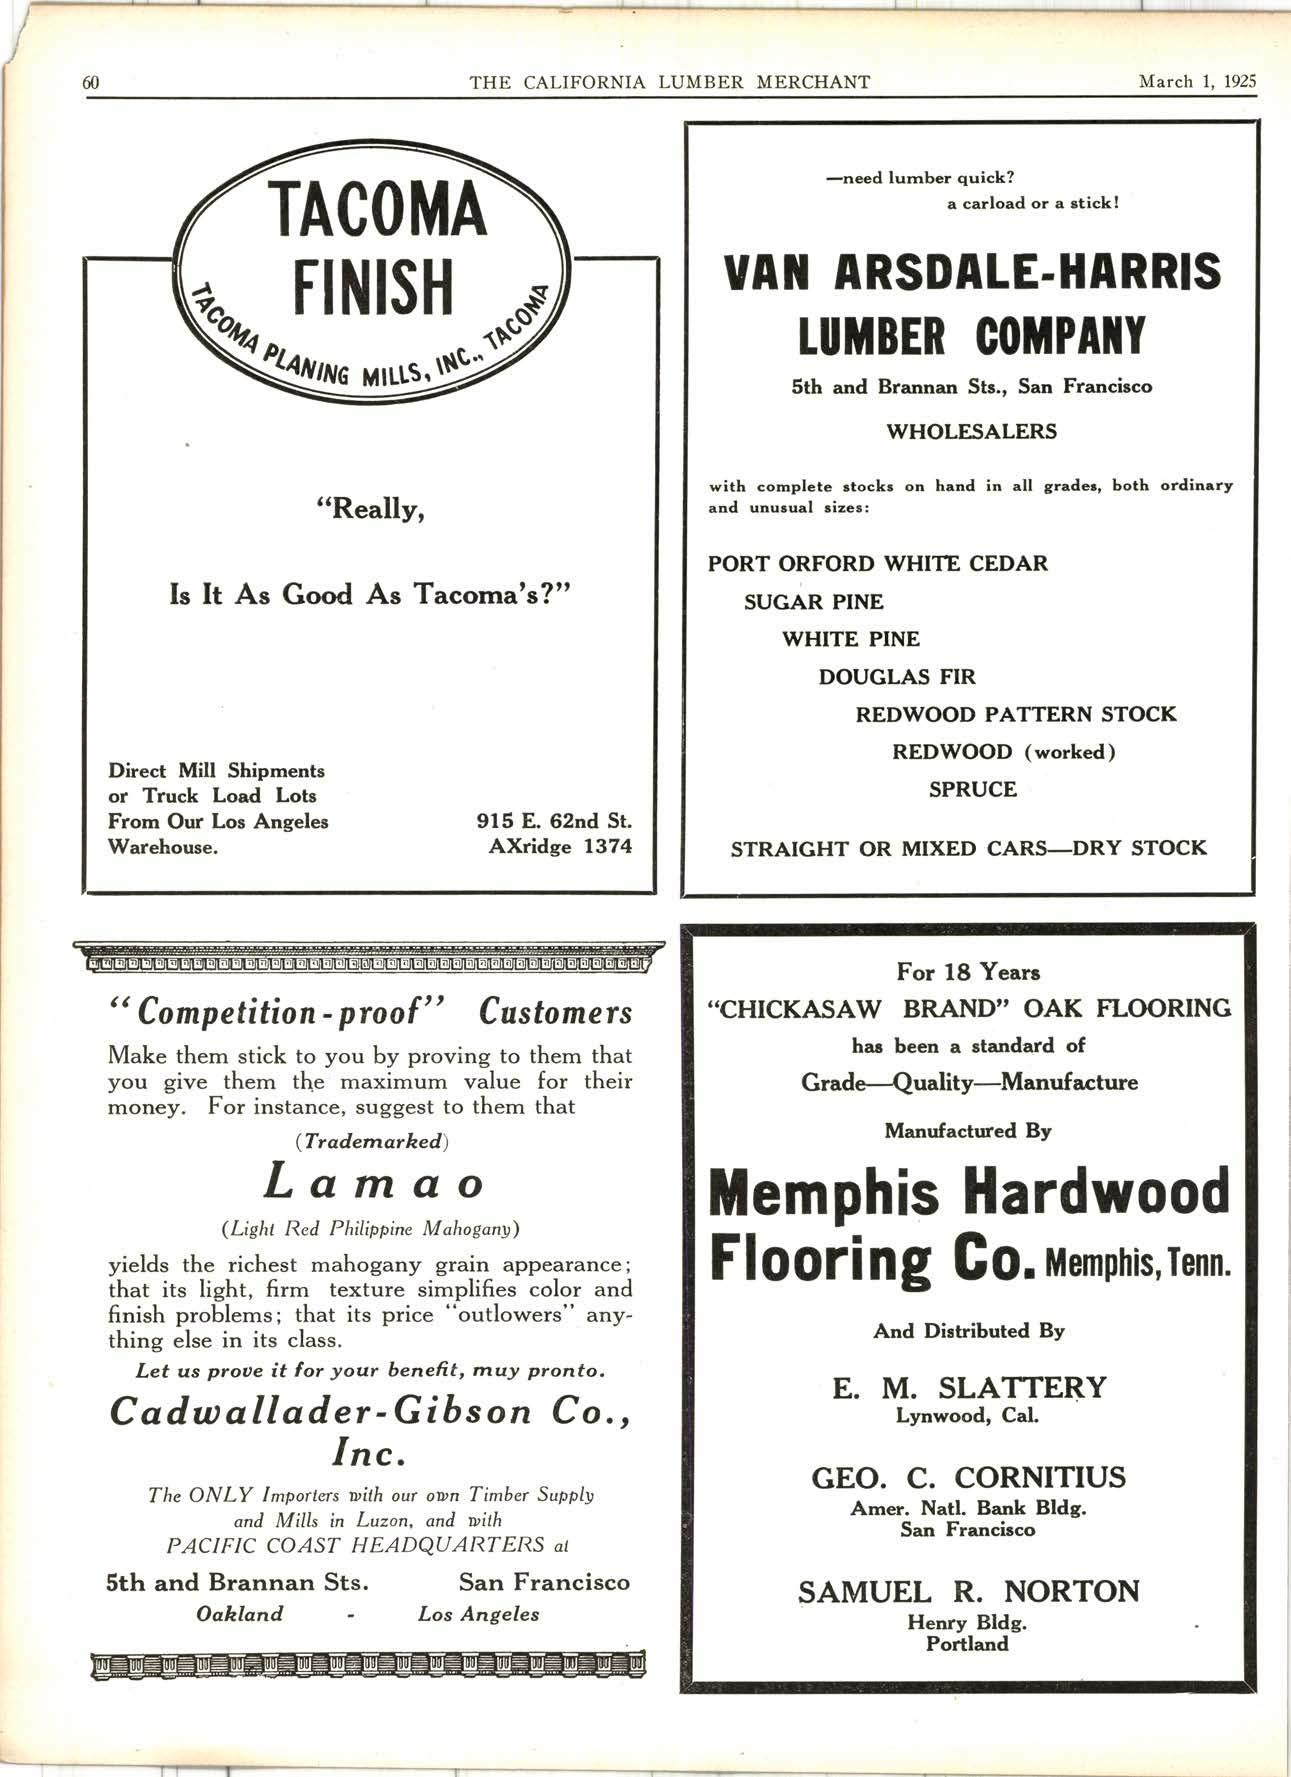 60
THE CALIFORNIA LUMBER MERCHANT
March 1, 1925
TACOMA
FINISH
TACOMA PLANING MILLS, INC., TACOMA
“Really,
Is It As Good As Tacoma's?”
Direct Mill Shipments
or Truck Load Lots
From Our Los Angeles
Warehouse.
915 E. 62nd St.
AXridge 1374
—need lumber quick?
a carload or a stick!
VAN ARSDALE-HARRIS
LUMBER COMPANY
5th and Brannan Sts., San Francisco
WHOLESALERS
with complete stocks on hand in all grades, both ordinary
and unusual sizes:
PORT ORFORD WHITE CEDAR
SUGAR PINE
WHITE PINE
DOUGLAS FIR
REDWOOD PATTERN STOCK
REDWOOD (worked)
SPRUCE
STRAIGHT OR MIXED CARS—DRY STOCK
“Competition-proof” Customers
Make them stick to you by proving to them that
you give them the maximum value for their
money. For instance, suggest to them that
(Trademarked)
Lamao
(Light Red Philippine Mahogany)
yields the richest mahogany grain appearance;
that its light, firm texture simplifies color and
finish problems; that its price “outlowers” any-
thing else in its class.
Let us prove it for your benefit, muy pronto.
Cadwallader-Gibson Co.,
Inc.
The ONLY Importers with our own Timber Supply
and Mills in Luzon, and with
PACIFIC COAST HEADQUARTERS at
5th and Brannan Sts. San Francisco
Oakland - Los Angeles
For 18 Years
“CHICKASAW BRAND” OAK FLOORING
has been a standard of
Grade—Quality—Manufacture
Manufactured By
Memphis Hardwood
Flooring Co. Memphis, Tenn.
And Distributed By
E. M. SLATTERY
Lynwood, Cal.
GEO. C. CORNITIUS
Amer. Natl. Bank Bldg.
San Francisco
SAMUEL R. NORTON
Henry Bldg.
Portland